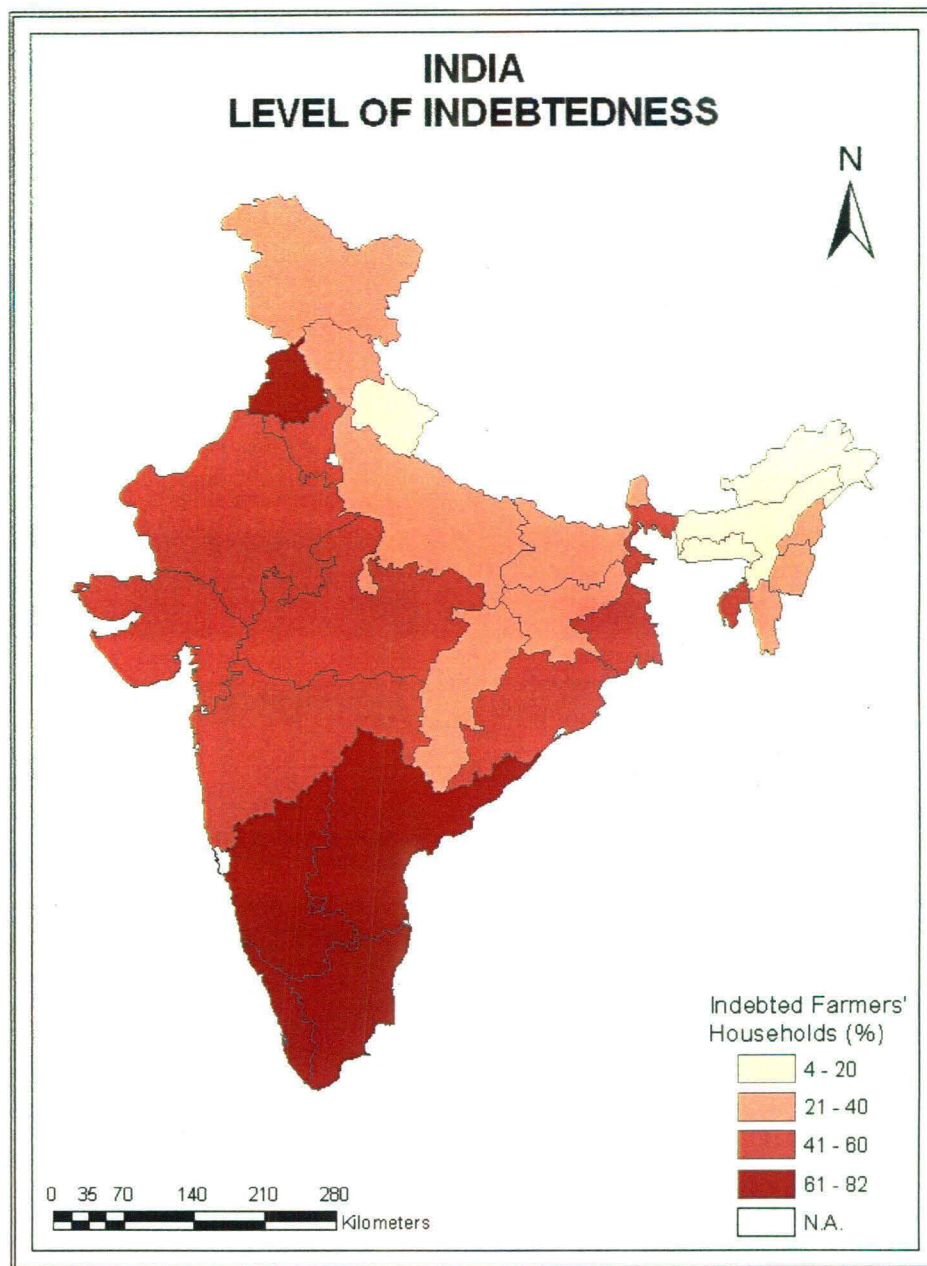 INDIA
LEVEL OF INDEBTEDNESS
N
Indebted Farmers'
Households (%)
4 - 20
21 - 40
41 - 60
61 - 82
N.A.
0 35 70 140 210 280
Kilometers